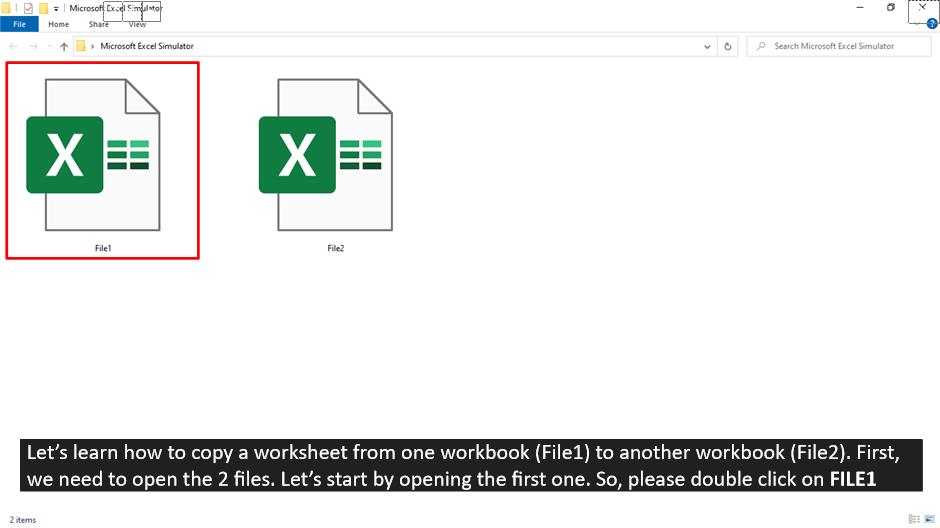 Microsoft Excel Simulator
File Home Share View
Microsoft Excel Simulator
Search Microsoft Excel Simulator
File1 File2
Let’s learn how to copy a worksheet from one workbook (File1) to another workbook (File2). First,
we need to open the 2 files. Let’s start by opening the first one. So, please double click on FILE1
2 items